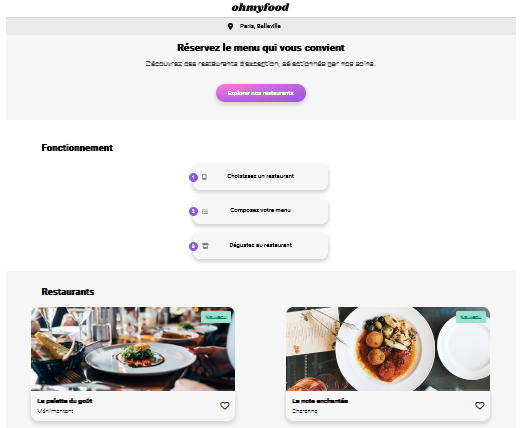 ohmyfood
Paris, Belleville
Réservez le menu qui vous convient
Découvrez des restaurants d'exception, sélectionnés par nos soins.
Explorer nos restaurants
Fonctionnement
1 Choisissez un restaurant
2 Composez votre menu
3 Dégustez au restaurant
Restaurants
Nouveau
Nouveau
La palette du goût
Ménilmontant
La note enchantée
Charonne